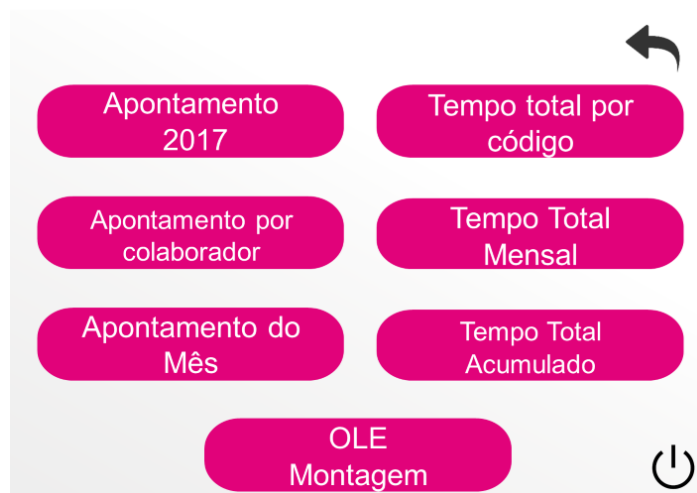 Apontamento
2017
Tempo total por
código
Apontamento por
colaborador
Tempo Total
Mensal
Apontamento do
Mês
Tempo Total
Acumulado
OLE
Montagem